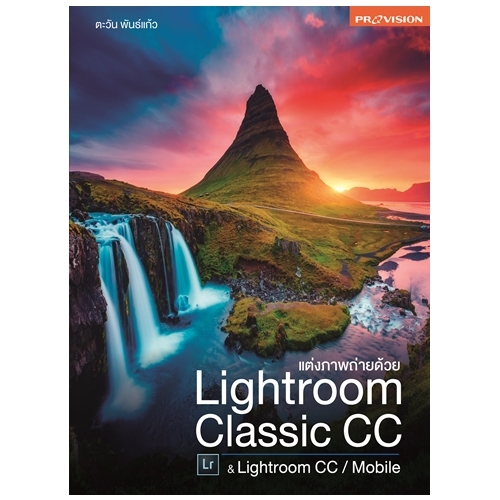 ตะวัน พันธ์แก้ว
PROVISION
แต่งภาพถ่ายด้วย
Lightroom
Classic CC
Lr & Lightroom CC / Mobile